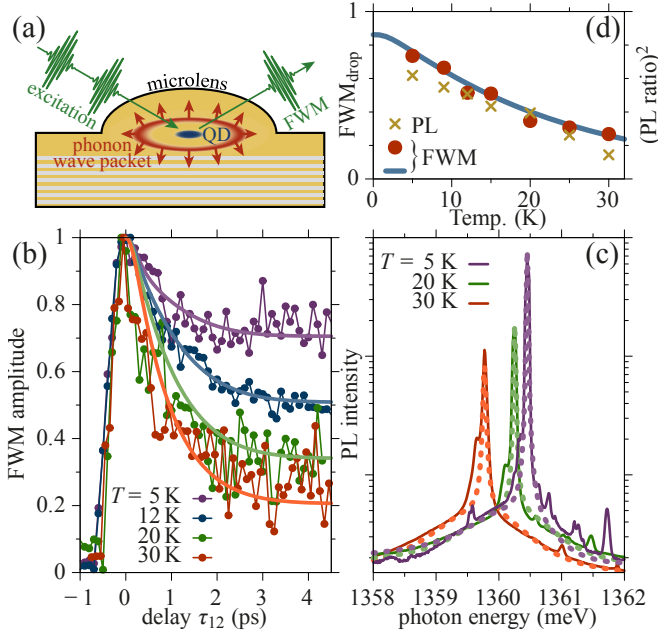 (a)
excitation
microlens
FWM
QD
phonon
wave packet
(d)
FWM_drop
1
0
PL
} FWM
(PL ratio)²
0 10 20 30
Temp. (K)
(b)
FWM amplitude
1
0.8
0.6
0.4
0.2
0
T = 5 K
12 K
20 K
30 K
−1 0 1 2 3 4
delay τ₁₂ (ps)
(c)
T = 5 K
20 K
30 K
PL intensity
1358 1359 1360 1361 1362
photon energy (meV)